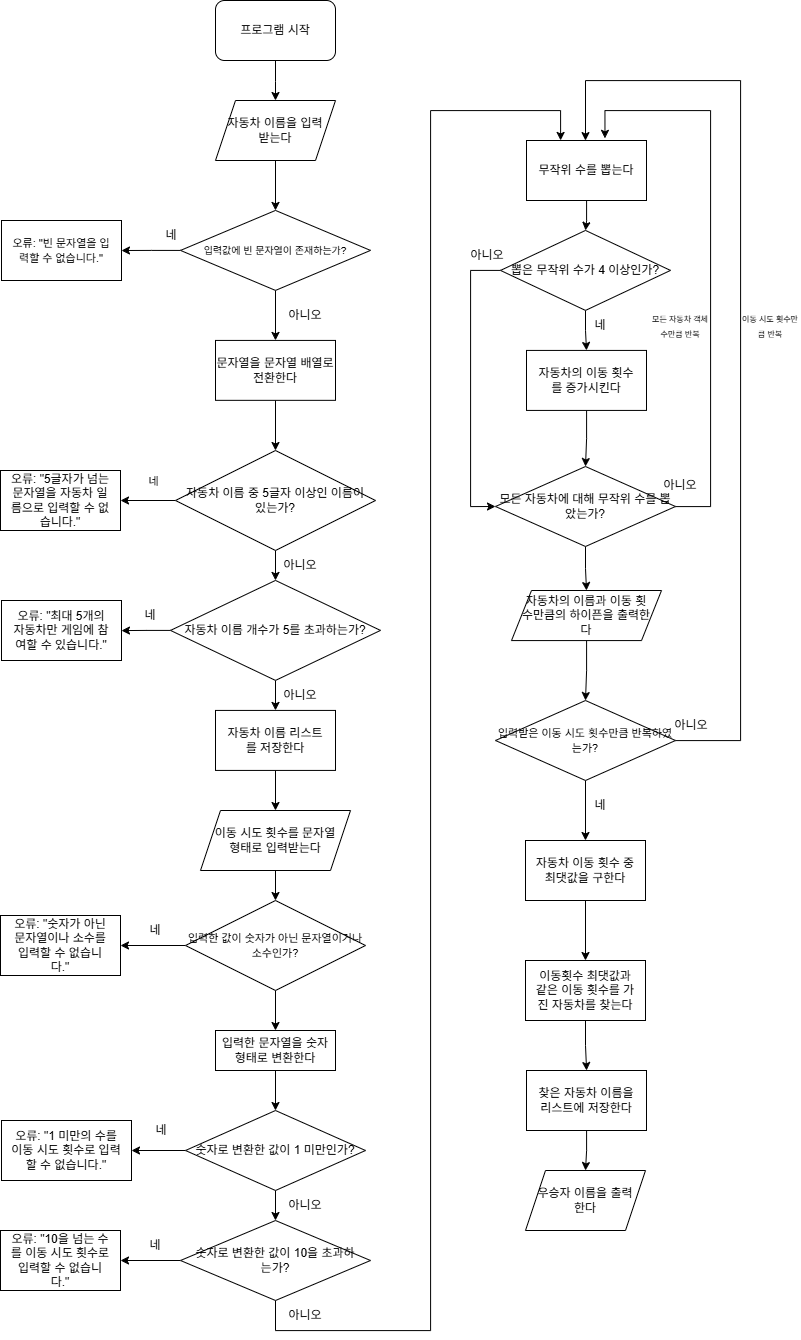 프로그램 시작
자동차 이름을 입력
받는다
네
오류: "빈 문자열을 입
력할 수 없습니다."
입력값에 빈 문자열이 존재하는가?
아니오
문자열을 문자열 배열로
전환한다
네
오류: "5글자가 넘는
문자열을 자동차 일
름으로 입력할 수 없
습니다."
자동차 이름 중 5글자 이상인 이름이
있는가?
아니오
네
오류: "최대 5개의
자동차만 게임에 참
여할 수 있습니다."
자동차 이름 개수가 5를 초과하는가?
아니오
자동차 이름 리스트
를 저장한다
이동 시도 횟수를 문자열
형태로 입력받는다
네
오류: "숫자가 아닌
문자열이나 소수를
입력할 수 없습니
다."
입력한 값이 숫자가 아닌 문자열이거나
소수인가?
입력한 문자열을 숫자
형태로 변환한다
네
오류: "1 미만의 수를
이동 시도 횟수로 입력
할 수 없습니다."
숫자로 변환한 값이 1 미만인가?
아니오
네
오류: "10을 넘는 수
를 이동 시도 횟수로
입력할 수 없습니
다."
숫자로 변환한 값이 10을 초과하
는가?
아니오
무작위 수를 뽑는다
아니오
뽑은 무작위 수가 4 이상인가?
네
모든 자동차 객체
수만큼 반복
이동 시도 횟수만
큼 반복
자동차의 이동 횟수
를 증가시킨다
아니오
모든 자동차에 대해 무작위 수를 뽑
았는가?
자동차의 이름과 이동 횟
수만큼의 하이픈을 출력한
다
아니오
입력받은 이동 시도 횟수만큼 반복하였
는가?
네
자동차 이동 횟수 중
최댓값을 구한다
이동횟수 최댓값과
같은 이동 횟수를 가
진 자동차를 찾는다
찾은 자동차 이름을
리스트에 저장한다
우승자 이름을 출력
한다